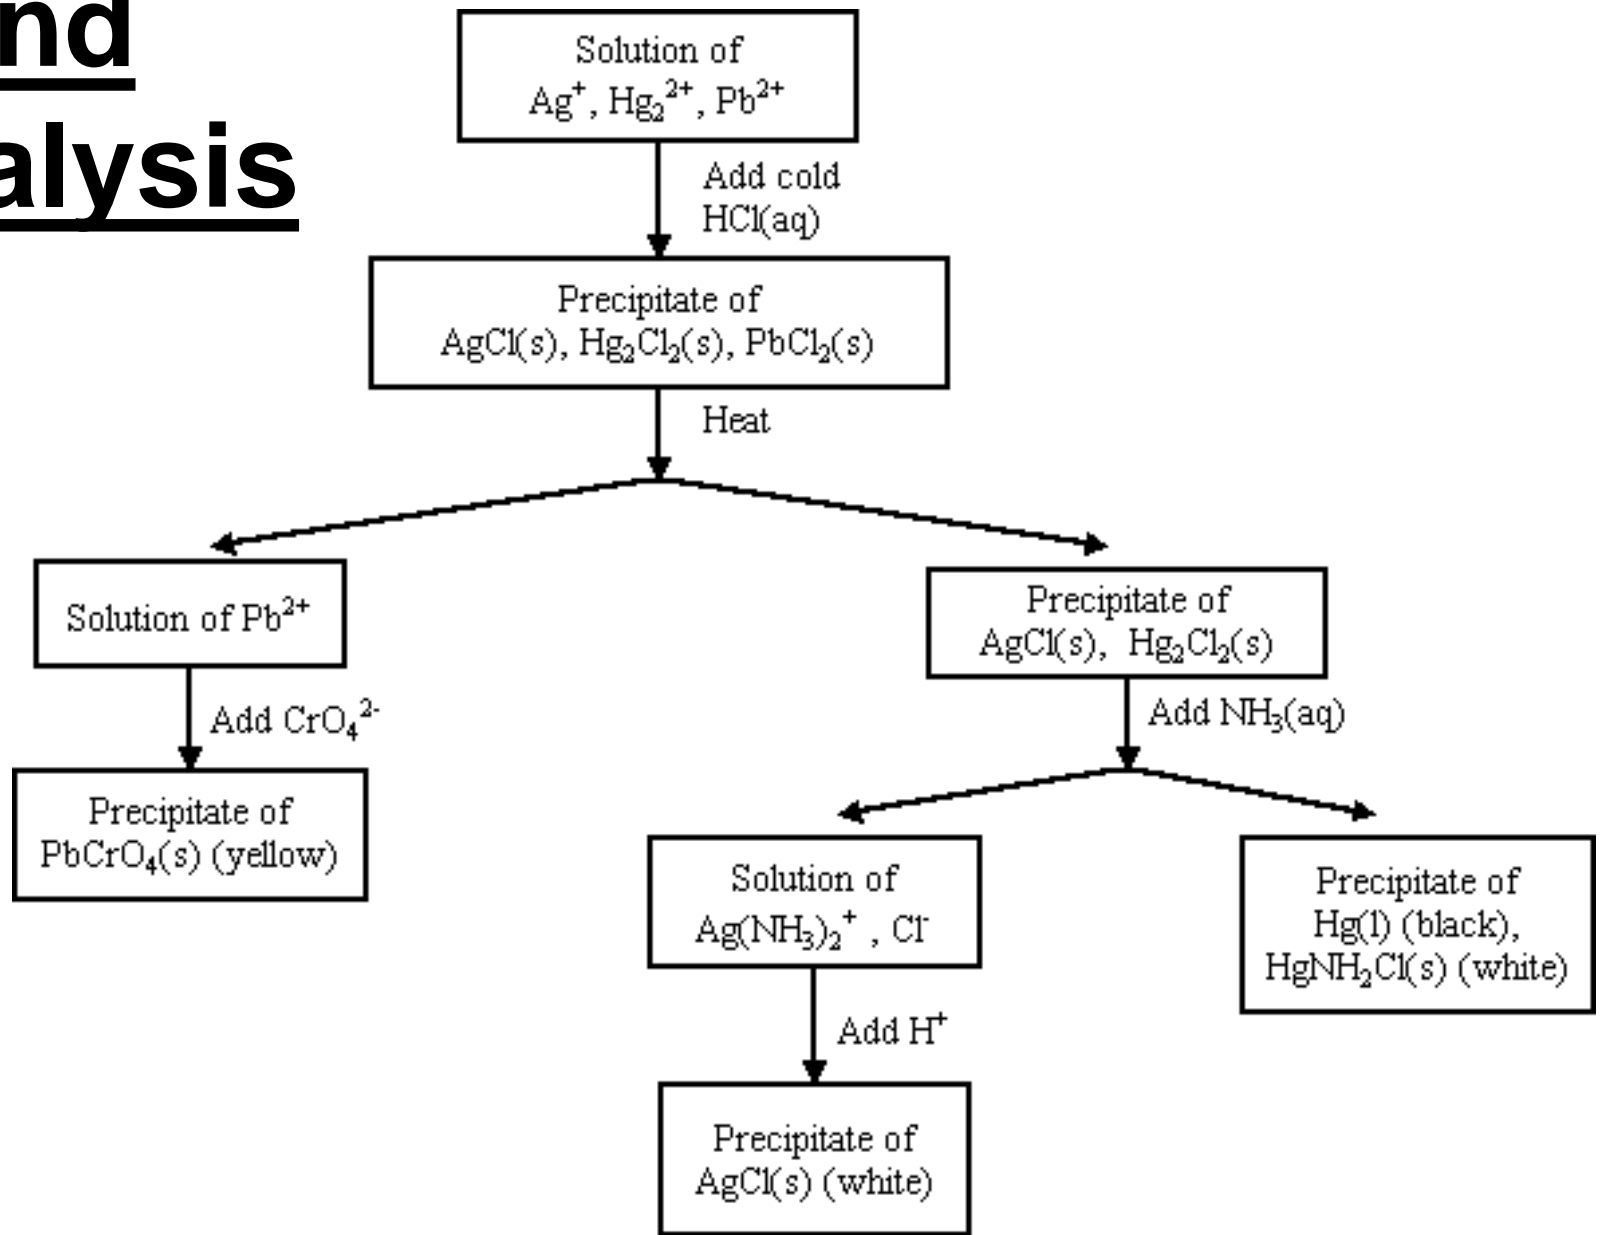 nd
alysis
Solution of
Ag⁺, Hg₂²⁺, Pb²⁺
Add cold
HCl(aq)
Precipitate of
AgCl(s), Hg₂Cl₂(s), PbCl₂(s)
Heat
Solution of Pb²⁺
Add CrO₄²⁻
Precipitate of
PbCrO₄(s) (yellow)
Precipitate of
AgCl(s), Hg₂Cl₂(s)
Add NH₃(aq)
Solution of
Ag(NH₃)₂⁺ , Cl⁻
Add H⁺
Precipitate of
AgCl(s) (white)
Precipitate of
Hg(l) (black),
HgNH₂Cl(s) (white)